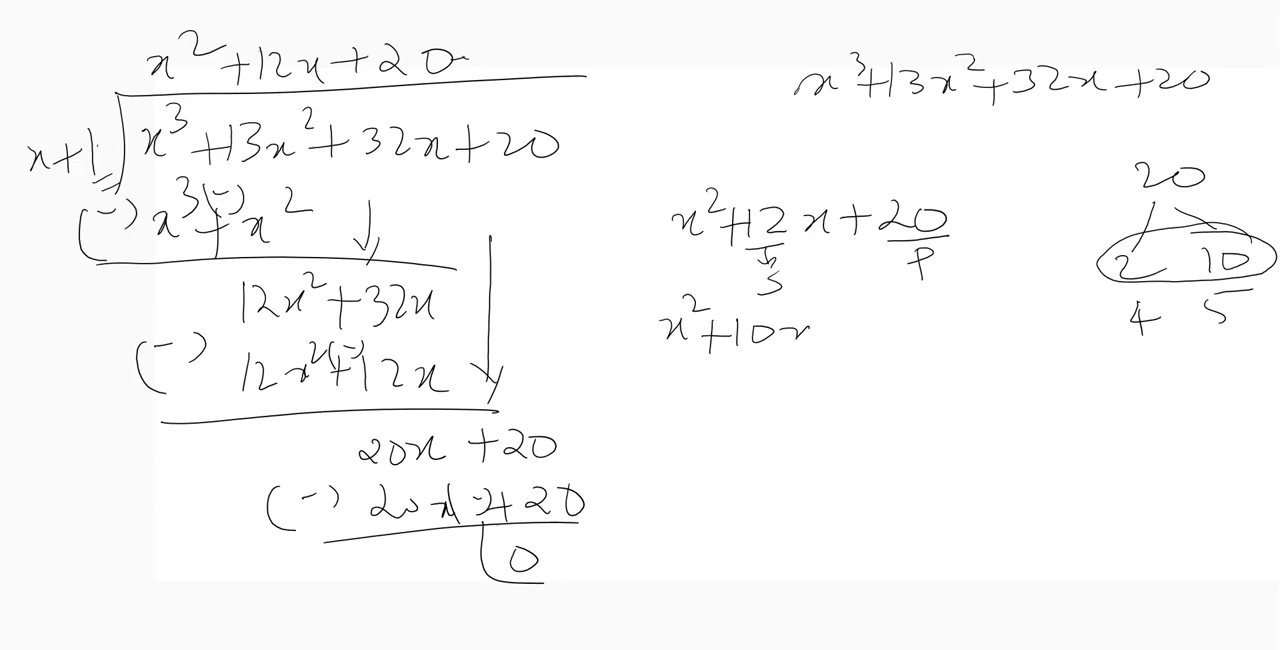 x² + 12x + 20
x + 1 x³ + 13x² + 32x + 20
(-) x³ + (-) x²
12x² + 32x
(-) 12x² + (-) 12x
20x + 20
(-) 20x + (-) 20
0
x³ + 13x² + 32x + 20
x² + 12x + 20
S P
x² + 10x
20
2 10
4 5